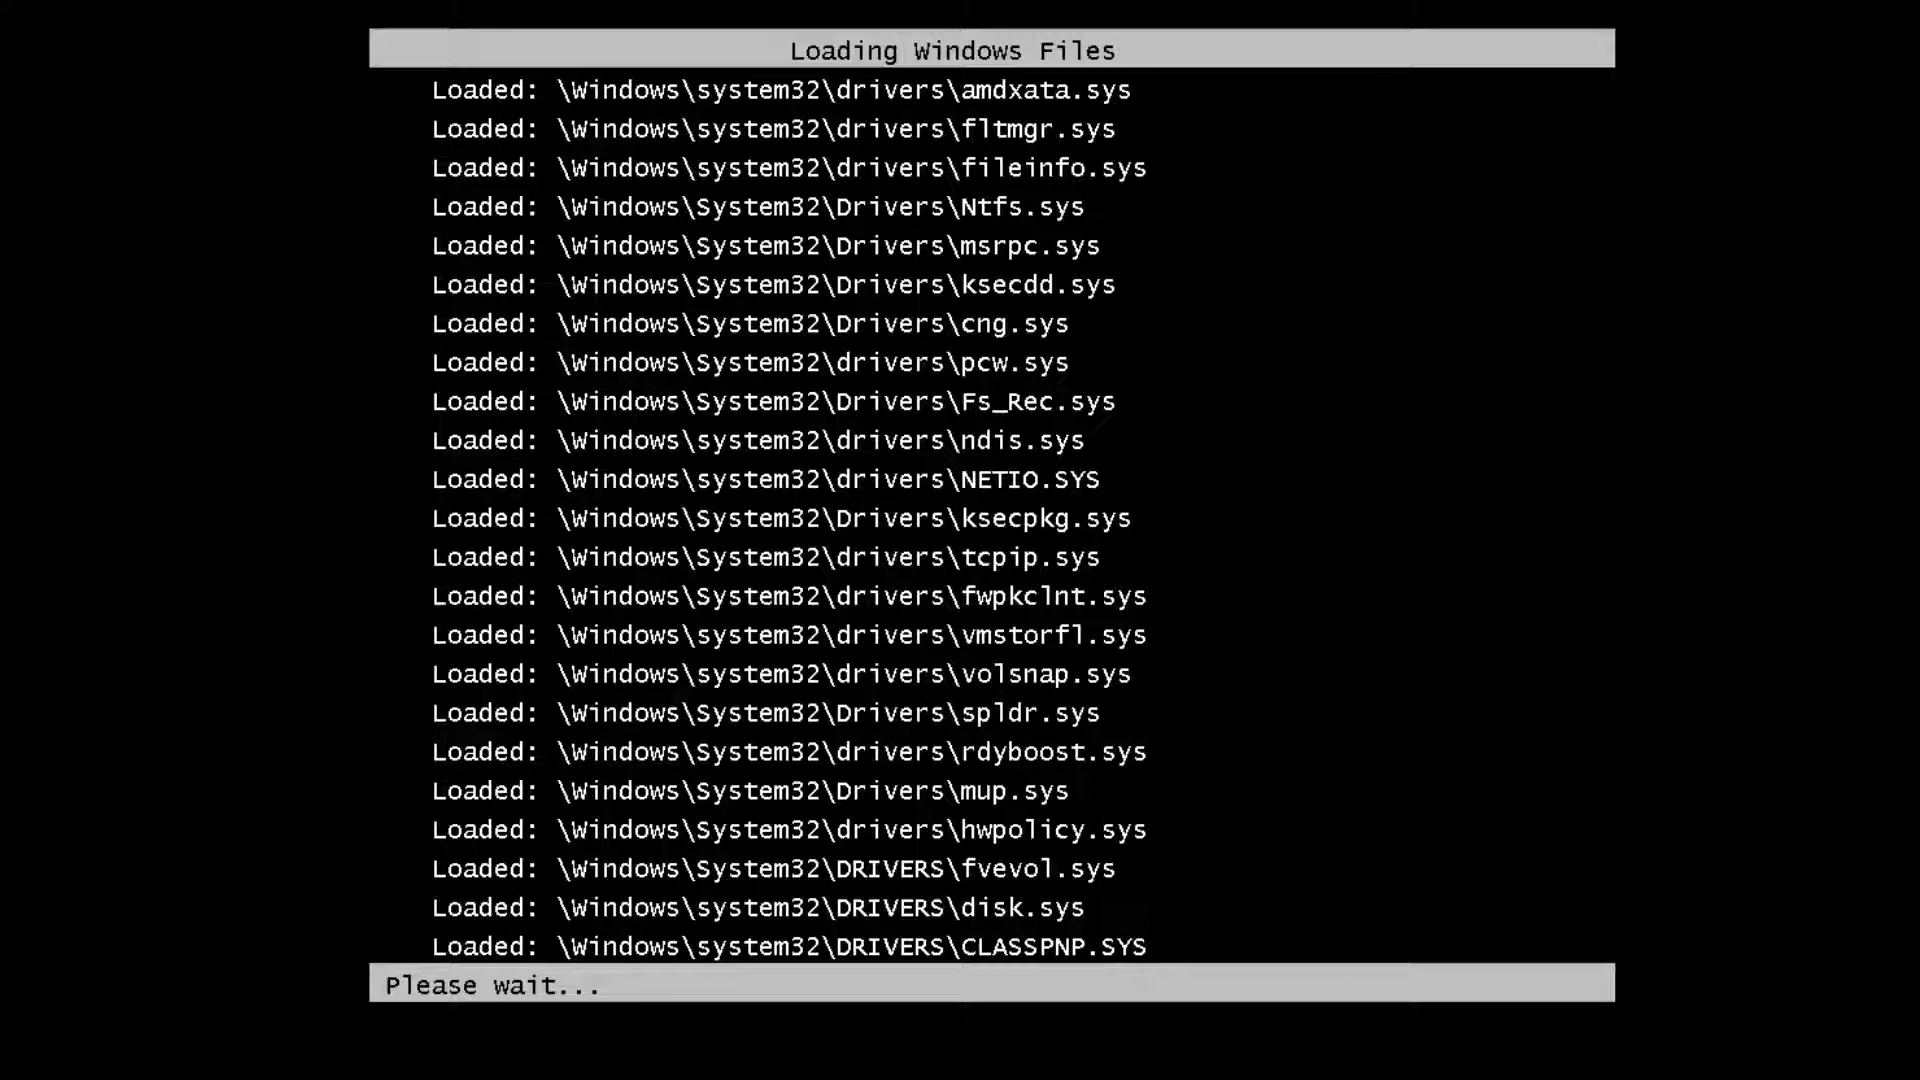 Loading Windows Files
Loaded: \Windows\system32\drivers\amdxata.sys
Loaded: \Windows\system32\drivers\fltmgr.sys
Loaded: \Windows\system32\drivers\fileinfo.sys
Loaded: \Windows\System32\Drivers\Ntfs.sys
Loaded: \Windows\System32\Drivers\msrpc.sys
Loaded: \Windows\System32\Drivers\ksecdd.sys
Loaded: \Windows\System32\Drivers\cng.sys
Loaded: \Windows\System32\drivers\pcw.sys
Loaded: \Windows\System32\Drivers\Fs_Rec.sys
Loaded: \Windows\system32\drivers\ndis.sys
Loaded: \Windows\system32\drivers\NETIO.SYS
Loaded: \Windows\System32\Drivers\ksecpkg.sys
Loaded: \Windows\System32\drivers\tcpip.sys
Loaded: \Windows\System32\drivers\fwpkclnt.sys
Loaded: \Windows\system32\drivers\vmstorfl.sys
Loaded: \Windows\system32\drivers\volsnap.sys
Loaded: \Windows\System32\Drivers\spldr.sys
Loaded: \Windows\System32\drivers\rdyboost.sys
Loaded: \Windows\System32\Drivers\mup.sys
Loaded: \Windows\System32\drivers\hwpolicy.sys
Loaded: \Windows\System32\DRIVERS\fvevol.sys
Loaded: \Windows\system32\DRIVERS\disk.sys
Loaded: \Windows\system32\DRIVERS\CLASSPNP.SYS
Please wait...